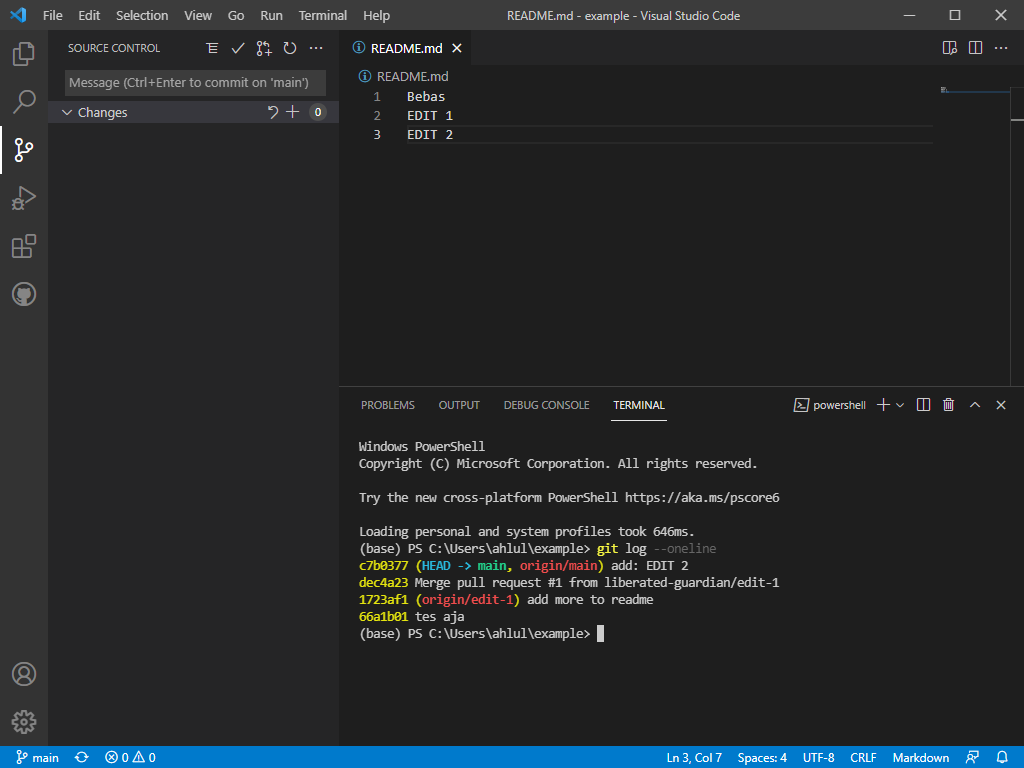 File Edit Selection View Go Run Terminal Help README.md - example - Visual Studio Code
SOURCE CONTROL
Message (Ctrl+Enter to commit on 'main')
Changes 0
README.md
README.md
1 Bebas
2 EDIT 1
3 EDIT 2
PROBLEMS OUTPUT DEBUG CONSOLE TERMINAL powershell
Windows PowerShell
Copyright (C) Microsoft Corporation. All rights reserved.
Try the new cross-platform PowerShell https://aka.ms/pscore6
Loading personal and system profiles took 646ms.
(base) PS C:\Users\ahlul\example> git log --oneline
c7b0377 (HEAD -> main, origin/main) add: EDIT 2
dec4a23 Merge pull request #1 from liberated-guardian/edit-1
1723af1 (origin/edit-1) add more to readme
66a1b01 tes aja
(base) PS C:\Users\ahlul\example>
main 0 0 Ln 3, Col 7 Spaces: 4 UTF-8 CRLF Markdown